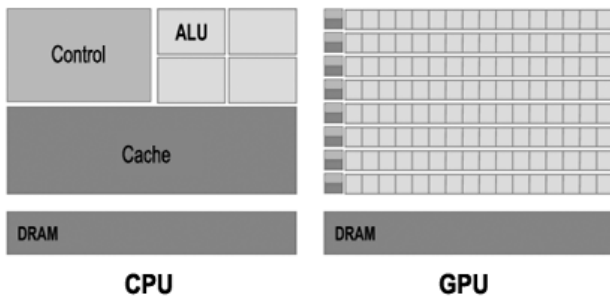 Control
ALU
Cache
DRAM
DRAM
CPU
GPU